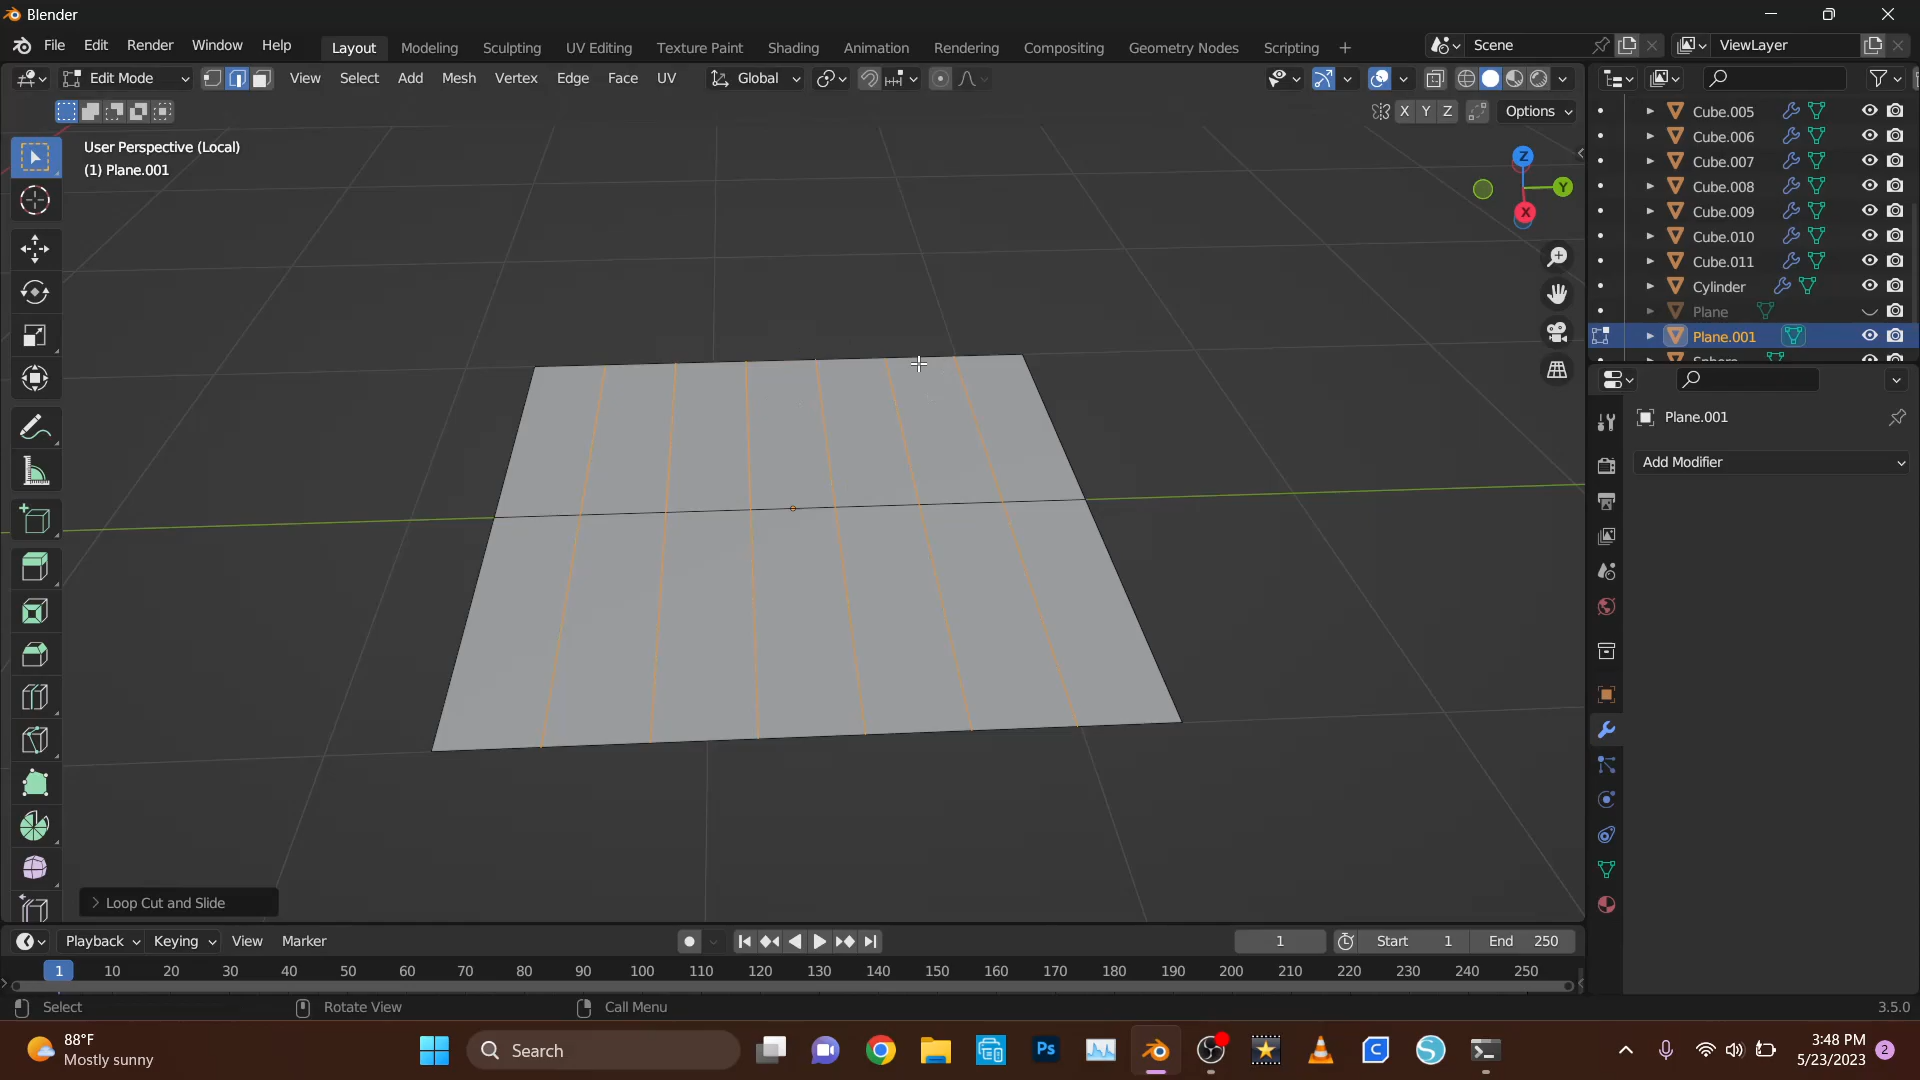 Blender
File Edit Render Window Help
Layout Modeling Sculpting UV Editing Texture Paint Shading Animation Rendering Compositing Geometry Nodes Scripting +
Scene
ViewLayer
Edit Mode View Select Add Mesh Vertex Edge Face UV Global
X Y Z Options
User Perspective (Local)
(1) Plane.001
Z
Y
X
Cube.005
Cube.006
Cube.007
Cube.008
Cube.009
Cube.010
Cube.011
Cylinder
Plane
Plane.001
Plane.001
Add Modifier
> Loop Cut and Slide
Playback Keying View Marker
1 Start 1 End 250
1 10 20 30 40 50 60 70 80 90 100 110 120 130 140 150 160 170 180 190 200 210 220 230 240 250
Select Rotate View Call Menu 3.5.0
88°F
Mostly sunny
Search
Ps
3:48 PM
5/23/2023
2